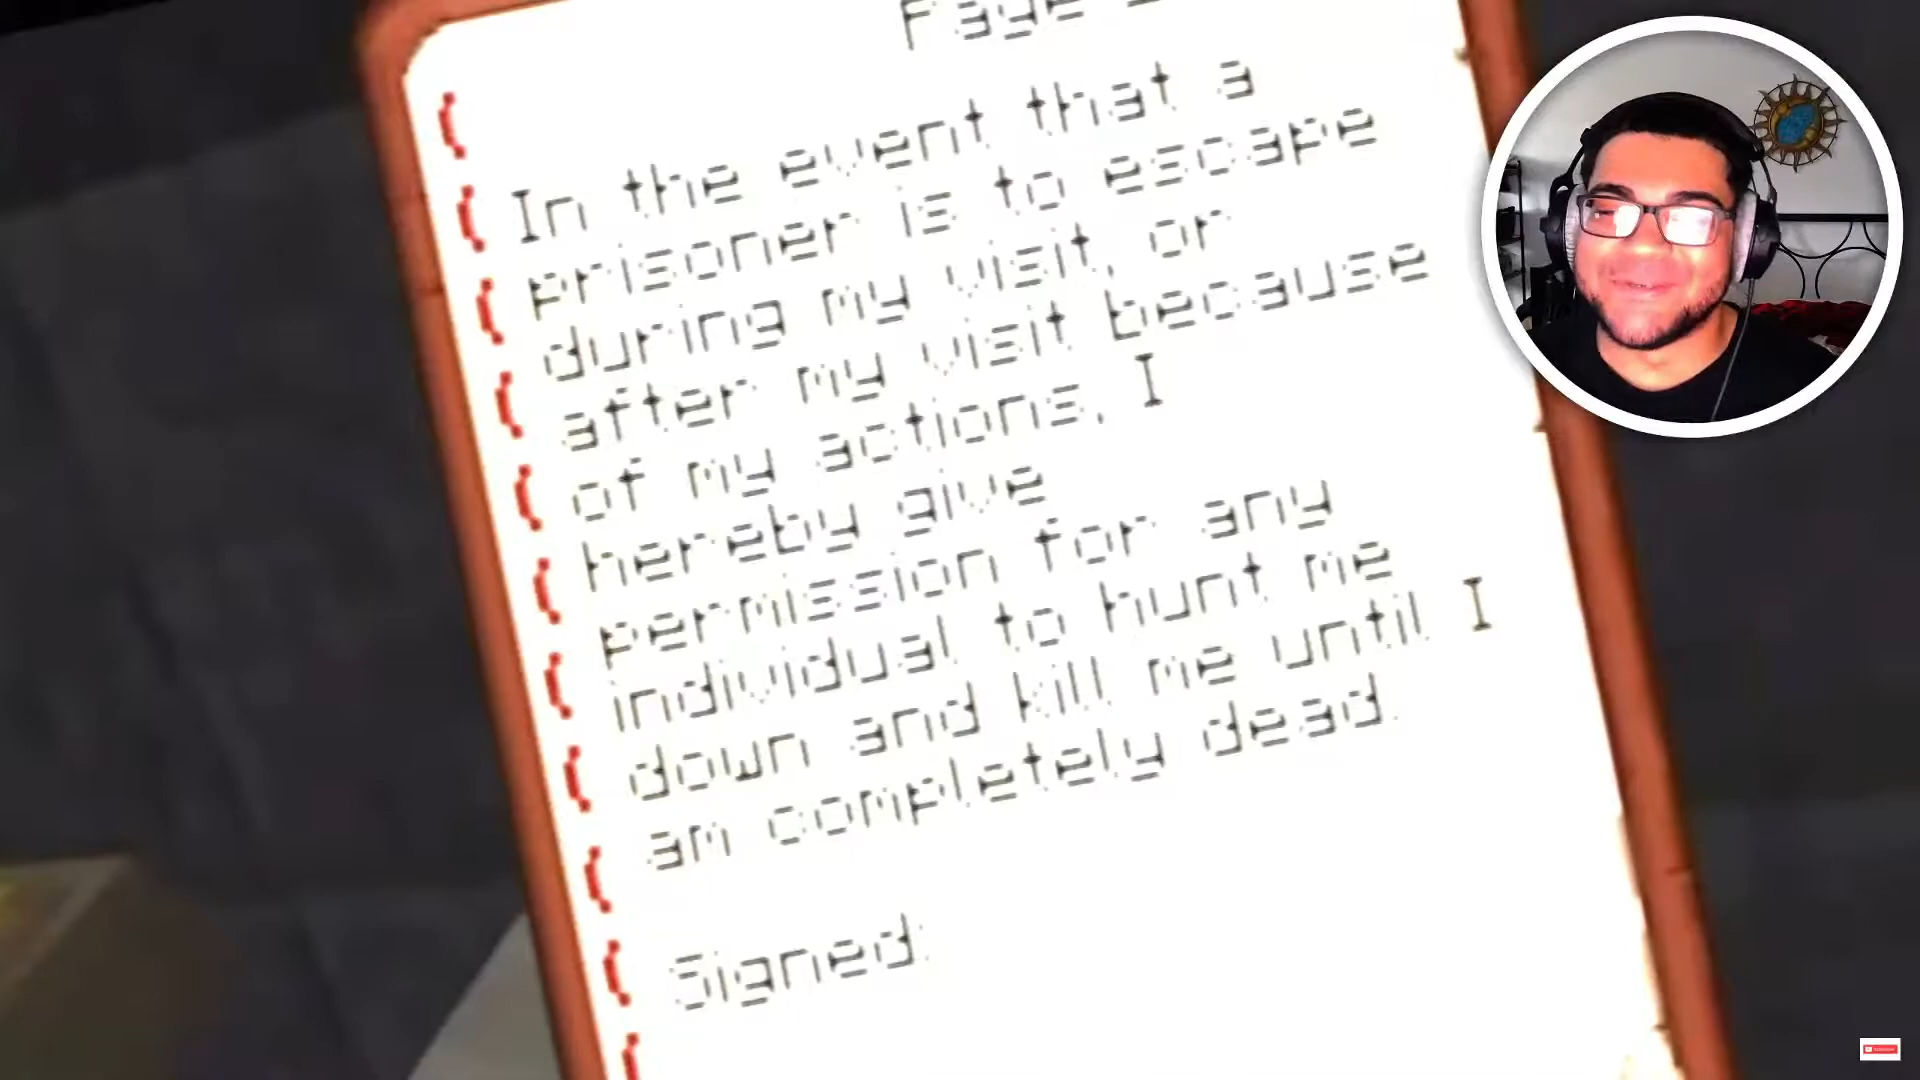 Page
In the event that a
prisoner is to escape
during my visit, or
after my visit because
of my actions, I
hereby give
permission for any
individual to hunt me
down and kill me until I
am completely dead.
Signed: